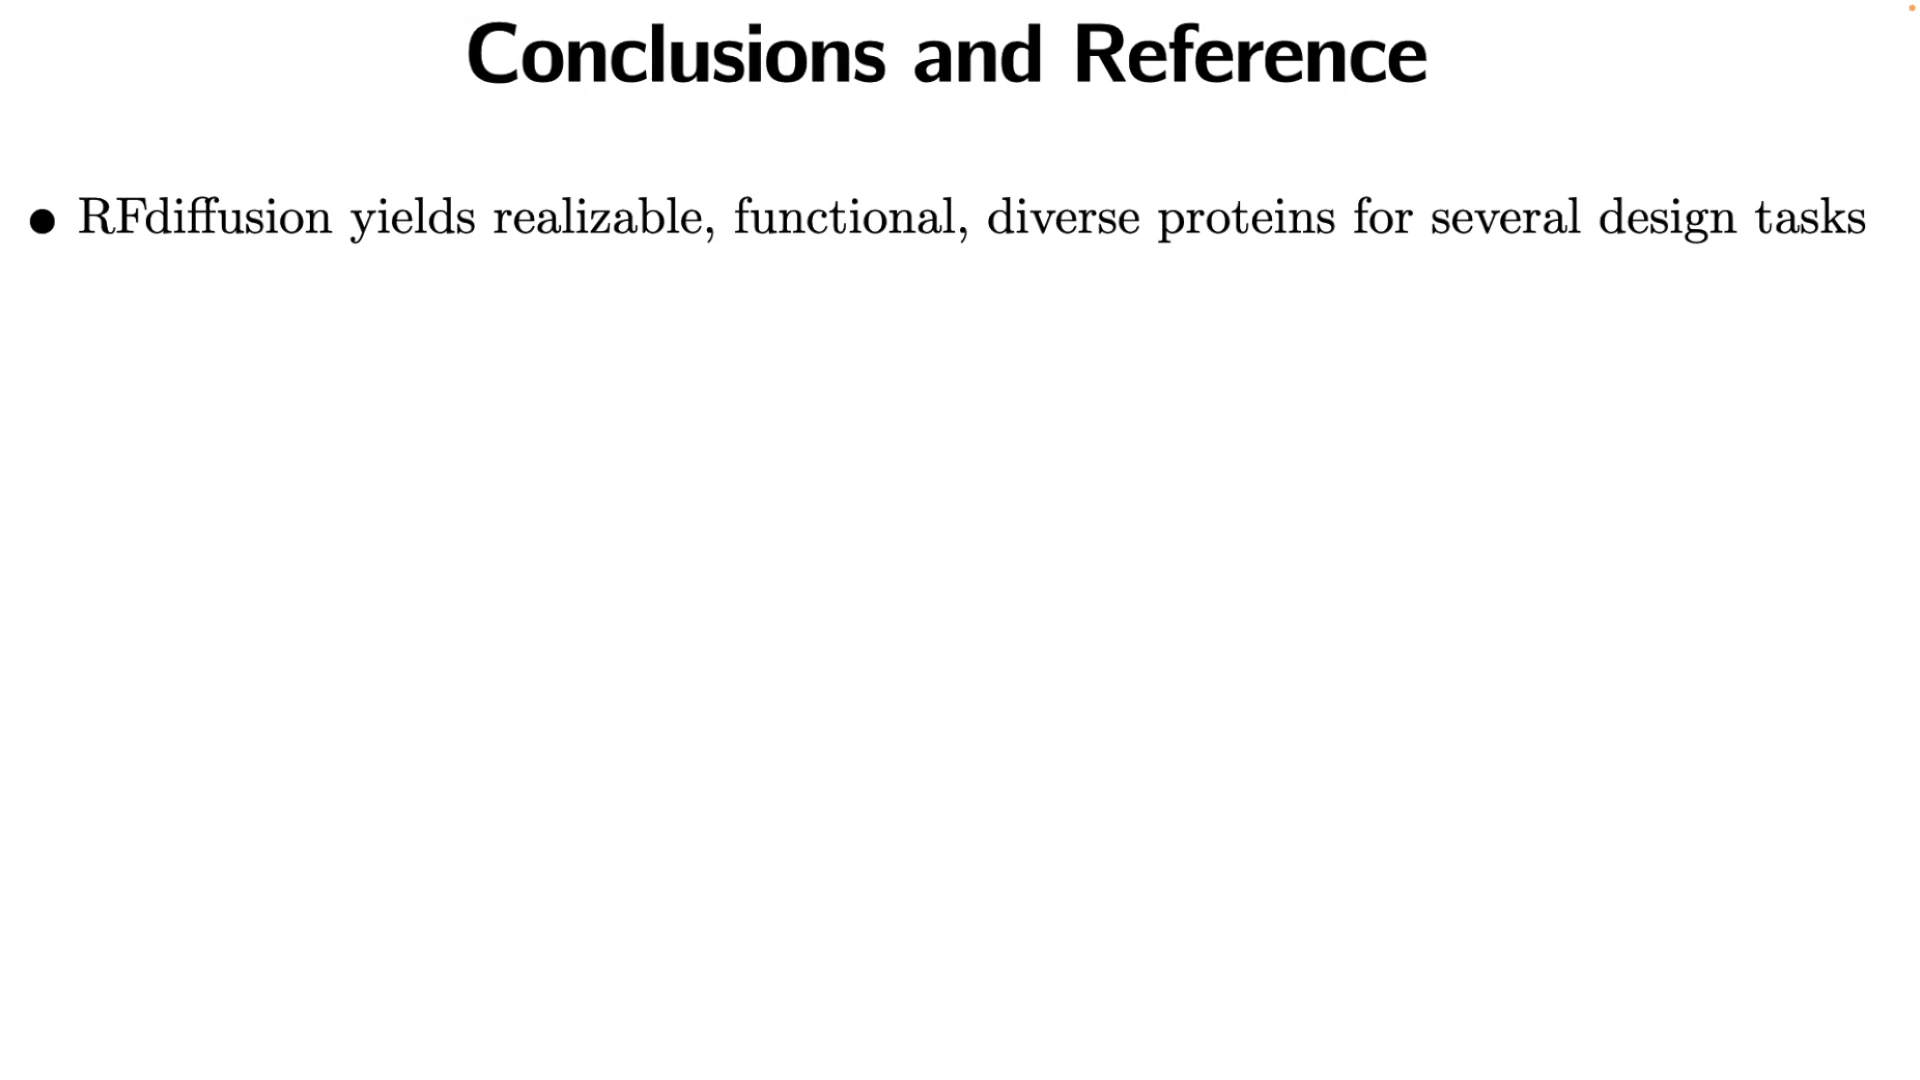 Conclusions and Reference
• RFdiffusion yields realizable, functional, diverse proteins for several design tasks